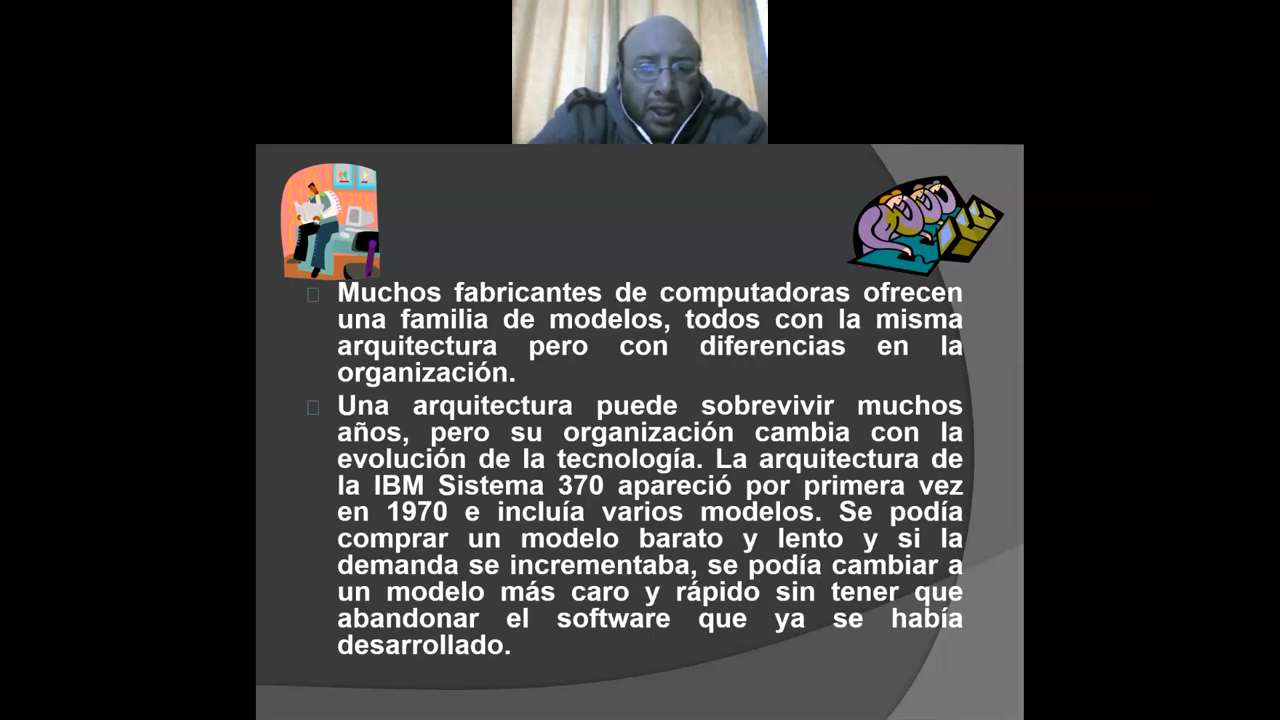 Muchos fabricantes de computadoras ofrecen
una familia de modelos, todos con la misma
arquitectura pero con diferencias en la
organización.
Una arquitectura puede sobrevivir muchos
años, pero su organización cambia con la
evolución de la tecnología. La arquitectura de
la IBM Sistema 370 apareció por primera vez
en 1970 e incluía varios modelos. Se podía
comprar un modelo barato y lento y si la
demanda se incrementaba, se podía cambiar a
un modelo más caro y rápido sin tener que
abandonar el software que ya se había
desarrollado.